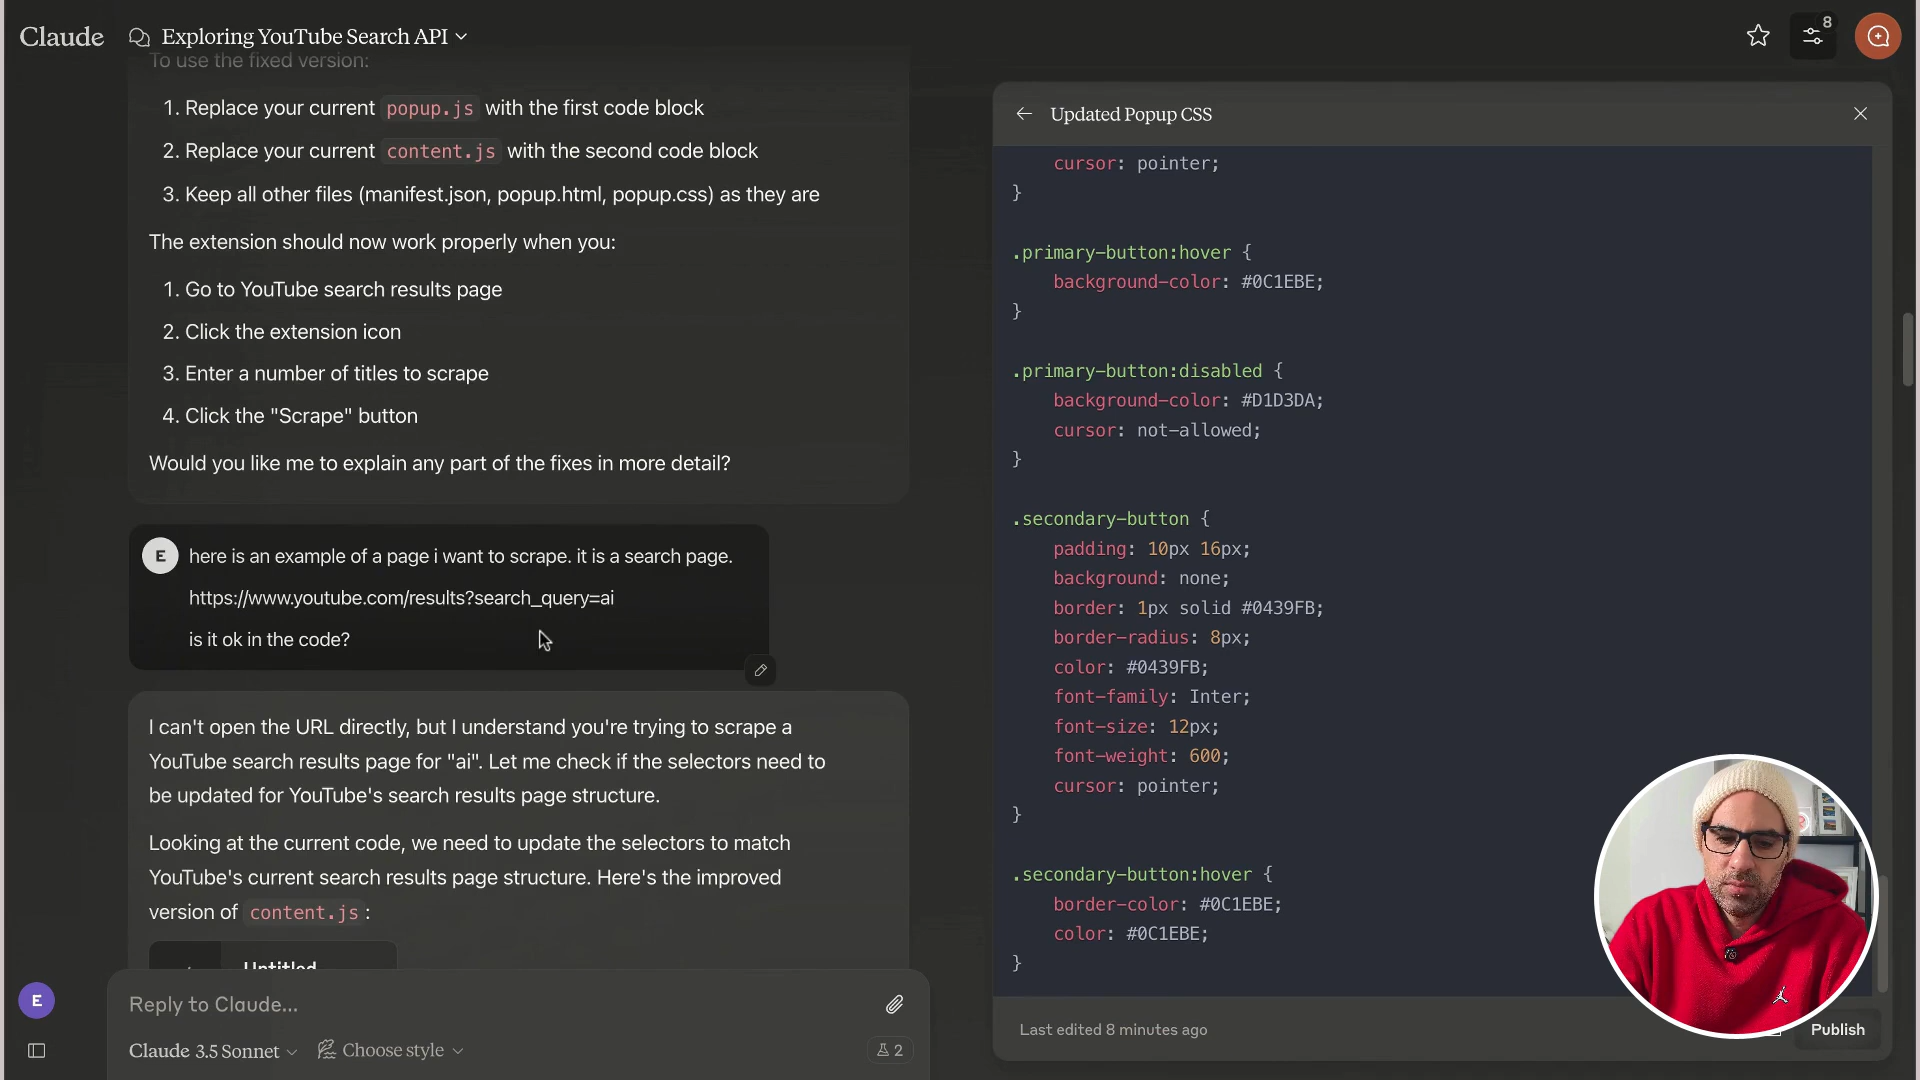 Claude
Exploring YouTube Search API
8
To use the fixed version:
1. Replace your current popup.js with the first code block
2. Replace your current content.js with the second code block
3. Keep all other files (manifest.json, popup.html, popup.css) as they are
The extension should now work properly when you:
1. Go to YouTube search results page
2. Click the extension icon
3. Enter a number of titles to scrape
4. Click the "Scrape" button
Would you like me to explain any part of the fixes in more detail?
E
here is an example of a page i want to scrape. it is a search page.
https://www.youtube.com/results?search_query=ai
is it ok in the code?
I can't open the URL directly, but I understand you're trying to scrape a
YouTube search results page for "ai". Let me check if the selectors need to
be updated for YouTube's search results page structure.
Looking at the current code, we need to update the selectors to match
YouTube's current search results page structure. Here's the improved
version of content.js :
Untitled
E
Reply to Claude...
Claude 3.5 Sonnet
Choose style
2
Updated Popup CSS
cursor: pointer;
}
.primary-button:hover {
background-color: #0C1EBE;
}
.primary-button:disabled {
background-color: #D1D3DA;
cursor: not-allowed;
}
.secondary-button {
padding: 10px 16px;
background: none;
border: 1px solid #0439FB;
border-radius: 8px;
color: #0439FB;
font-family: Inter;
font-size: 12px;
font-weight: 600;
cursor: pointer;
}
.secondary-button:hover {
border-color: #0C1EBE;
color: #0C1EBE;
}
Last edited 8 minutes ago
Publish